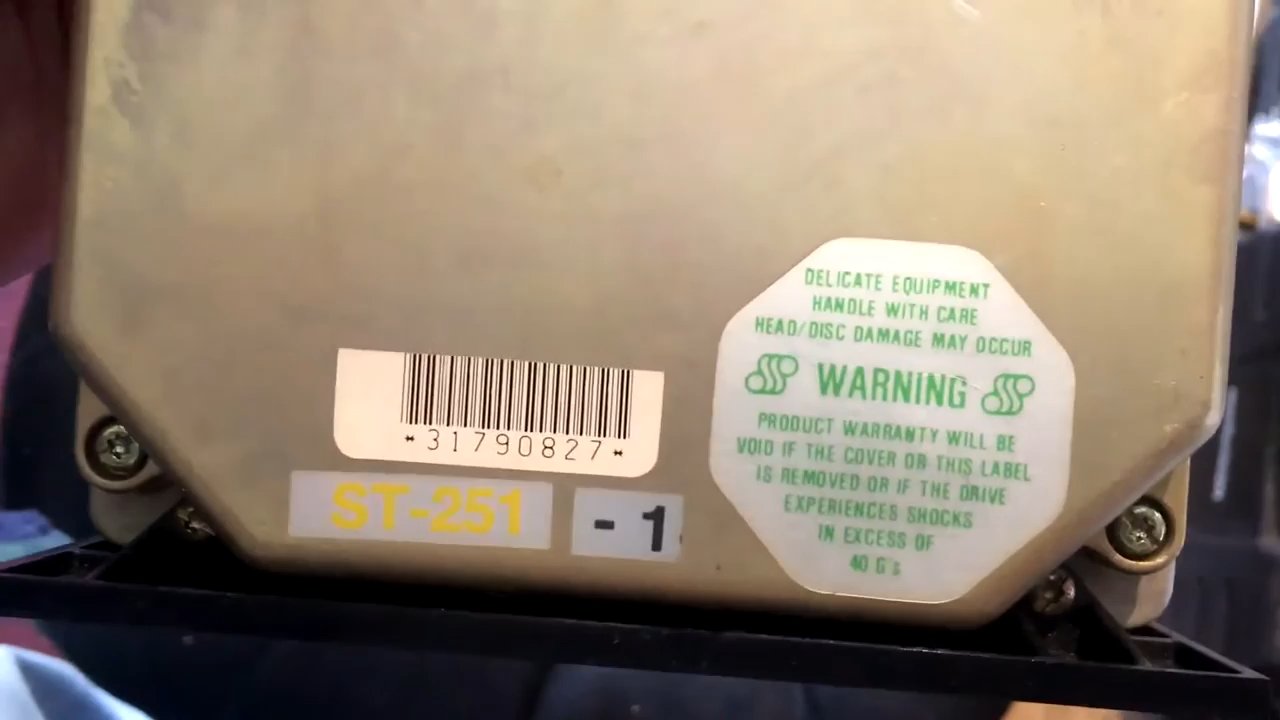 *31790827*
ST-251
- 1
DELICATE EQUIPMENT
HANDLE WITH CARE
HEAD/DISC DAMAGE MAY OCCUR
WARNING
PRODUCT WARRANTY WILL BE
VOID IF THE COVER OR THIS LABEL
IS REMOVED OR IF THE DRIVE
EXPERIENCES SHOCKS
IN EXCESS OF
40 G's